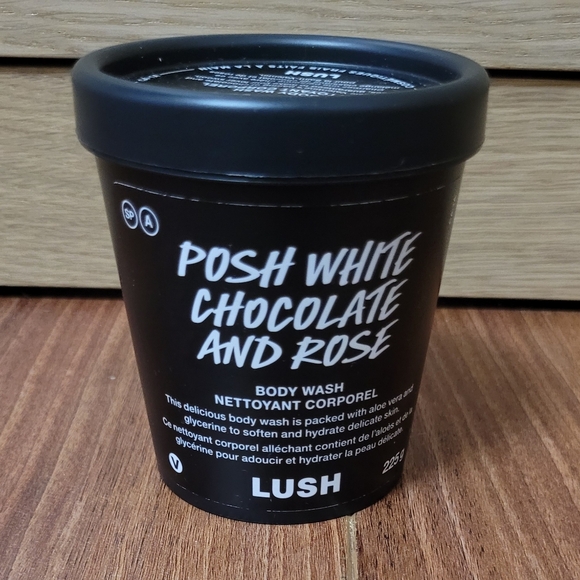 LUSH
SP A
POSH WHITE
CHOCOLATE
AND ROSE
BODY WASH
NETTOYANT CORPOREL
This delicious body wash is packed with aloe vera and
glycerine to soften and hydrate delicate skin.
Ce nettoyant corporel alléchant contient de l'aloès et de la
glycérine pour adoucir et hydrater la peau délicate.
V
225 g
LUSH